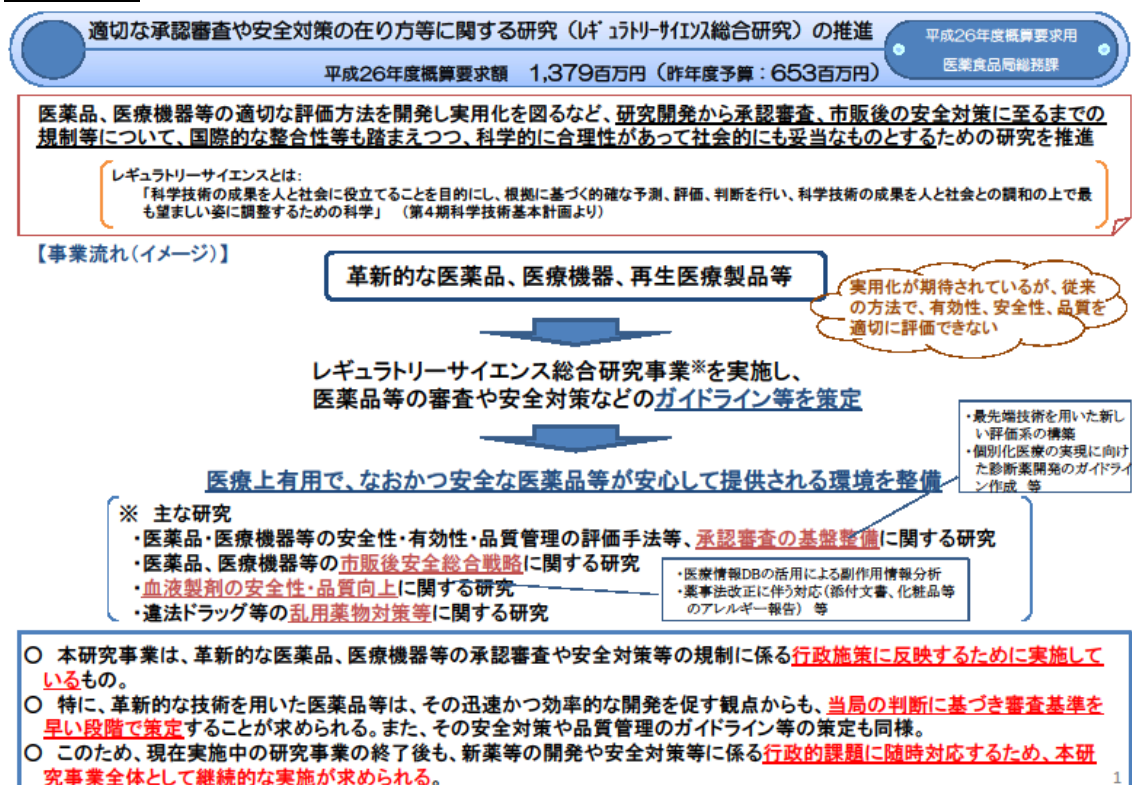 適切な承認審査や安全対策の在り方等に関する研究（ﾚｷﾞｭﾗﾄﾘｰｻｲｴﾝｽ総合研究）の推進
平成26年度概算要求用
医薬食品局総務課
平成26年度概算要求額　1,379百万円（昨年度予算：653百万円）
医薬品、医療機器等の適切な評価方法を開発し実用化を図るなど、研究開発から承認審査、市販後の安全対策に至るまでの
規制等について、国際的な整合性等も踏まえつつ、科学的に合理性があって社会的にも妥当なものとするための研究を推進
レギュラトリーサイエンスとは：
「科学技術の成果を人と社会に役立てることを目的にし、根拠に基づく的確な予測、評価、判断を行い、科学技術の成果を人と社会との調和の上で最
も望ましい姿に調整するための科学」　（第４期科学技術基本計画より）
【事業流れ（イメージ）】
革新的な医薬品、医療機器、再生医療製品等
実用化が期待されているが、従来
の方法で、有効性、安全性、品質を
適切に評価できない
レギュラトリーサイエンス総合研究事業※を実施し、
医薬品等の審査や安全対策などのガイドライン等を策定
・最先端技術を用いた新し
い評価系の構築
・個別化医療の実現に向け
た診断薬開発のガイドライ
ン作成　等
医療上有用で、なおかつ安全な医薬品等が安心して提供される環境を整備
※　主な研究
・医薬品・医療機器等の安全性・有効性・品質管理の評価手法等、承認審査の基盤整備に関する研究
・医薬品、医療機器等の市販後安全総合戦略に関する研究
・血液製剤の安全性・品質向上に関する研究
・違法ドラッグ等の乱用薬物対策等に関する研究
・医療情報DBの活用による副作用情報分析
・薬事法改正に伴う対応（添付文書、化粧品等
のアレルギー報告）　等
○　本研究事業は、革新的な医薬品、医療機器等の承認審査や安全対策等の規制に係る行政施策に反映するために実施して
いるもの。
○　特に、革新的な技術を用いた医薬品等は、その迅速かつ効率的な開発を促す観点からも、当局の判断に基づき審査基準を
早い段階で策定することが求められる。また、その安全対策や品質管理のガイドライン等の策定も同様。
○　このため、現在実施中の研究事業の終了後も、新薬等の開発や安全対策等に係る行政的課題に随時対応するため、本研
究事業全体として継続的な実施が求められる。
1